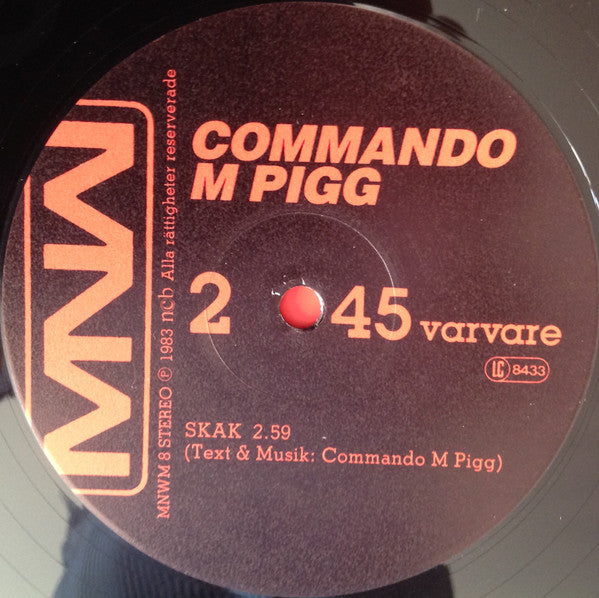 MNW
MNWM 8 STEREO ℗ 1983 ncb Alla rättigheter reserverade
COMMANDO
M PIGG
2
45 varvare
LC 8433
SKAK 2.59
(Text & Musik: Commando M Pigg)